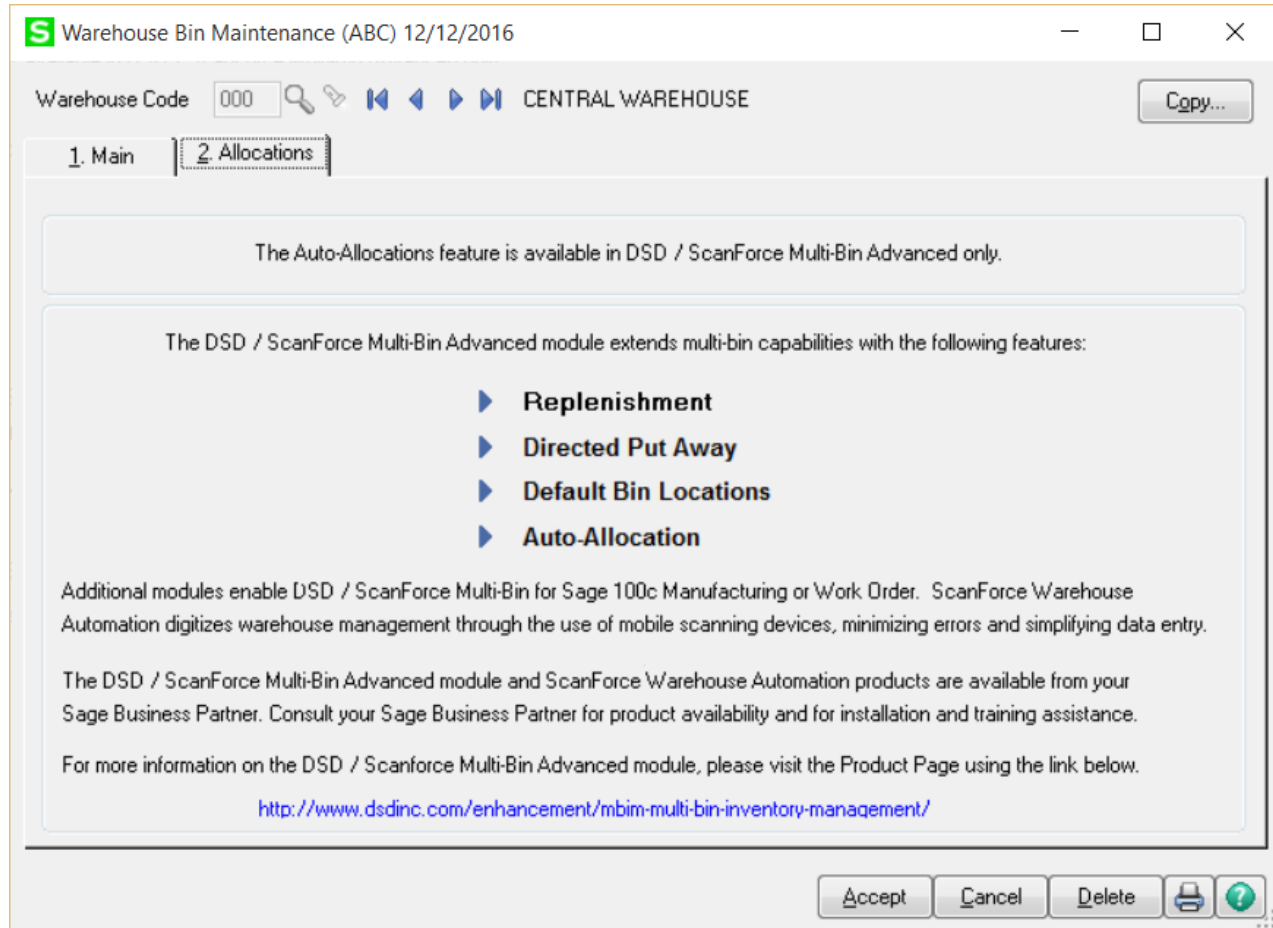 S Warehouse Bin Maintenance (ABC) 12/12/2016
Warehouse Code 000 CENTRAL WAREHOUSE Copy...
1. Main 2. Allocations
The Auto-Allocations feature is available in DSD / ScanForce Multi-Bin Advanced only.
The DSD / ScanForce Multi-Bin Advanced module extends multi-bin capabilities with the following features:
Replenishment
Directed Put Away
Default Bin Locations
Auto-Allocation
Additional modules enable DSD / ScanForce Multi-Bin for Sage 100c Manufacturing or Work Order. ScanForce Warehouse
Automation digitizes warehouse management through the use of mobile scanning devices, minimizing errors and simplifying data entry.
The DSD / ScanForce Multi-Bin Advanced module and ScanForce Warehouse Automation products are available from your
Sage Business Partner. Consult your Sage Business Partner for product availability and for installation and training assistance.
For more information on the DSD / Scanforce Multi-Bin Advanced module, please visit the Product Page using the link below.
http://www.dsdinc.com/enhancement/mbim-multi-bin-inventory-management/
Accept Cancel Delete ?